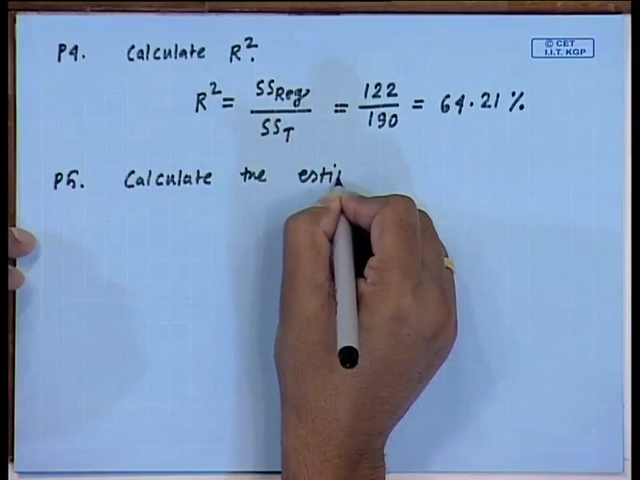 P4. Calculate R².
© CET
I.I.T. KGP
R² = SSReg / SST = 122 / 190 = 64.21 %
P5. Calculate the esti